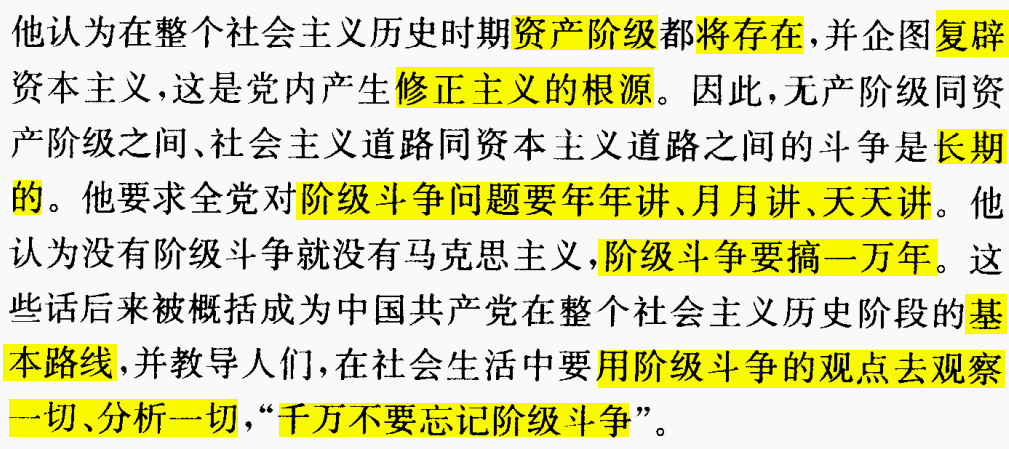 他认为在整个社会主义历史时期资产阶级都将存在,并企图复辟
资本主义,这是党内产生修正主义的根源。因此,无产阶级同资
产阶级之间、社会主义道路同资本主义道路之间的斗争是长期
的。他要求全党对阶级斗争问题要年年讲、月月讲、天天讲。他
认为没有阶级斗争就没有马克思主义,阶级斗争要搞一万年。这
些话后来被概括成为中国共产党在整个社会主义历史阶段的基
本路线,并教导人们,在社会生活中要用阶级斗争的观点去观察
一切、分析一切,“千万不要忘记阶级斗争”。